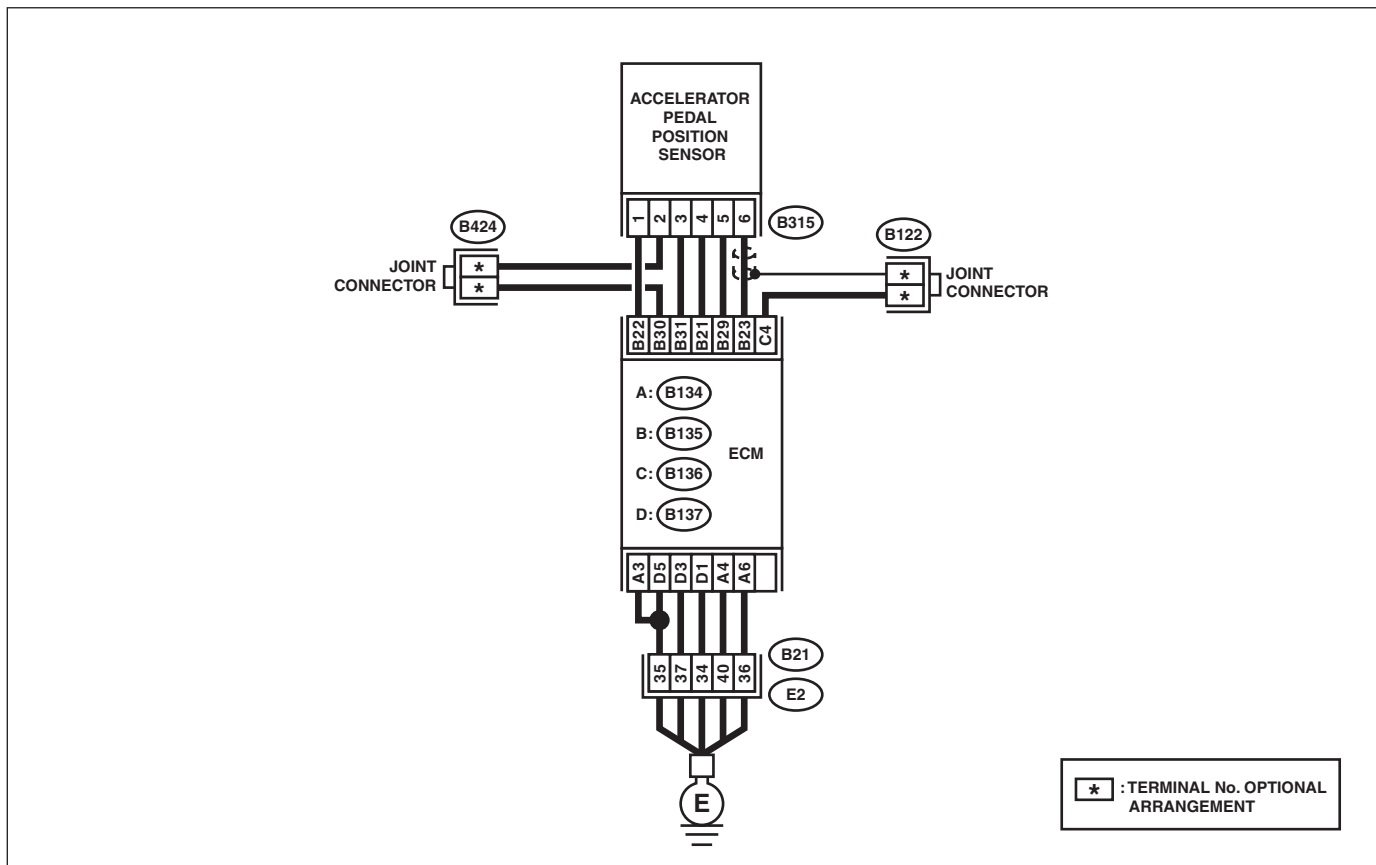 ACCELERATOR
PEDAL
POSITION
SENSOR
1 2 3 4 5 6
B315
B424
JOINT
CONNECTOR
*
*
B122
*
*
JOINT
CONNECTOR
B22 B30 B31 B21 B29 B23 C4
A: B134
B: B135
C: B136
D: B137
ECM
A3 D5 D3 D1 A4 A6
35 37 34 40 36
B21
E2
E
* : TERMINAL No. OPTIONAL
ARRANGEMENT